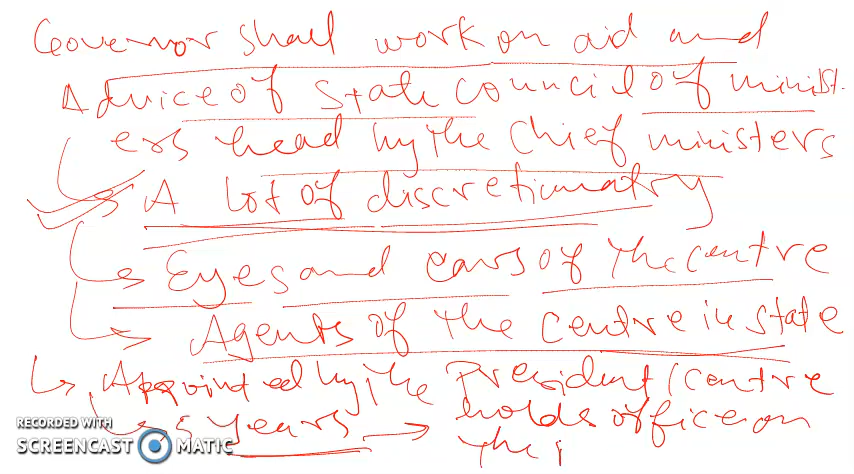 Governor shall work on aid and
Advice of State Council of minist-
ers head by the Chief ministers
A lot of discretionatry
Eyes and ears of the centre
Agents of the Centre in State
Appointed by the President/Centre
5 years → holds office on
the p
RECORDED WITH
SCREENCAST MATIC